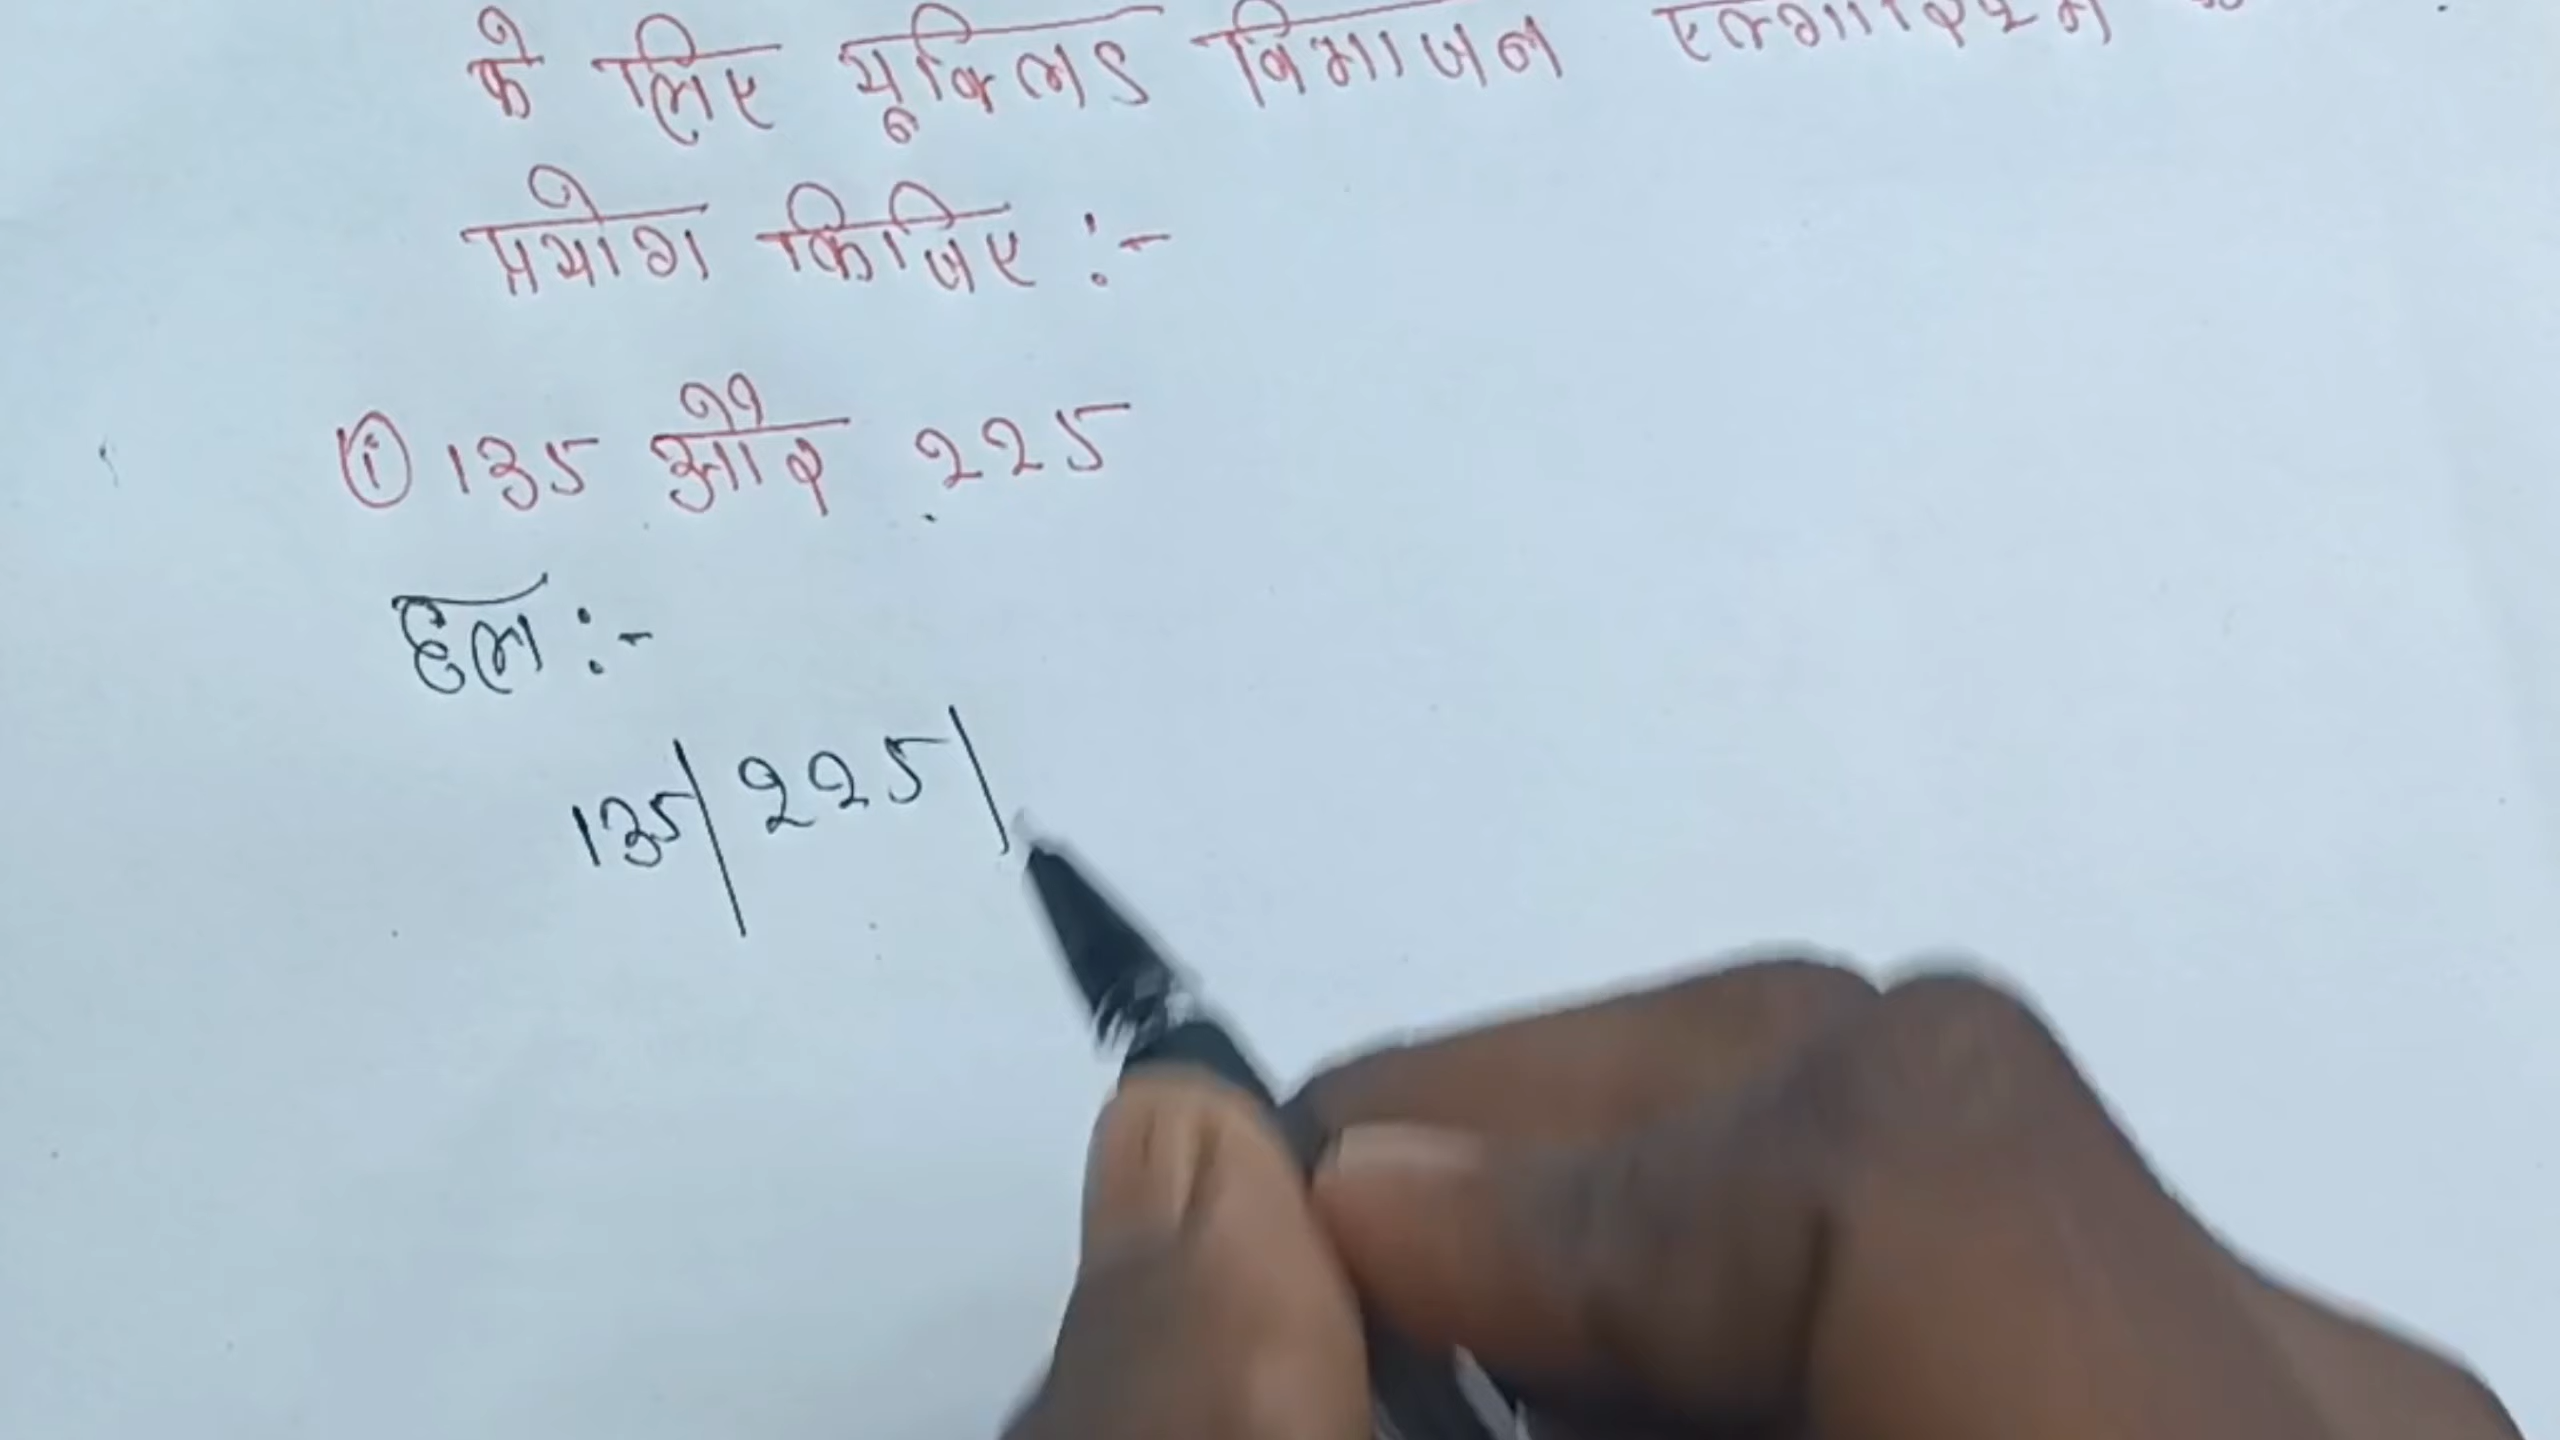 के लिए यूक्लिड विभाजन एल्गोरिथ्म
प्रयोग किजिए :-
(i) 135 और 225
हल :-
135 | 225 |